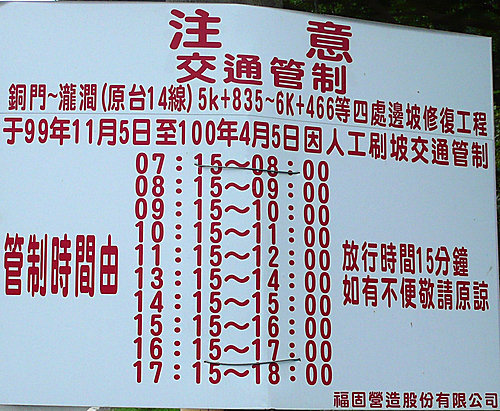 注意
交通管制
銅門~瀧澗(原台14線)5k+835~6K+466等四處邊坡修復工程
于99年11月5日至100年4月5日因人工刷坡交通管制
管制時間由
07:15~08:00
08:15~09:00
09:15~10:00
10:15~11:00
11:15~12:00
13:15~14:00
14:15~15:00
15:15~16:00
16:15~17:00
17:15~18:00
放行時間15分鐘
如有不便敬請原諒
福固營造股份有限公司